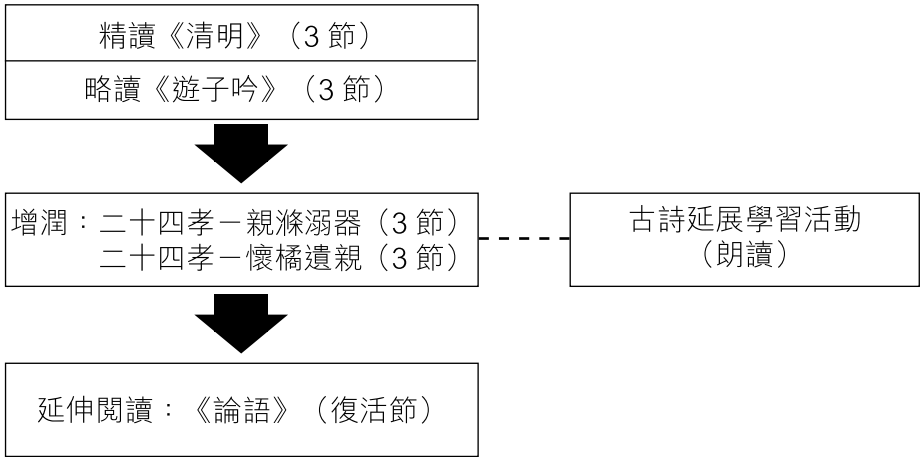 精讀《清明》（3 節）
略讀《遊子吟》（3 節）
增潤：二十四孝－親滌溺器（3 節）
二十四孝－懷橘遺親（3 節）
古詩延展學習活動
（朗讀）
延伸閱讀：《論語》（復活節）